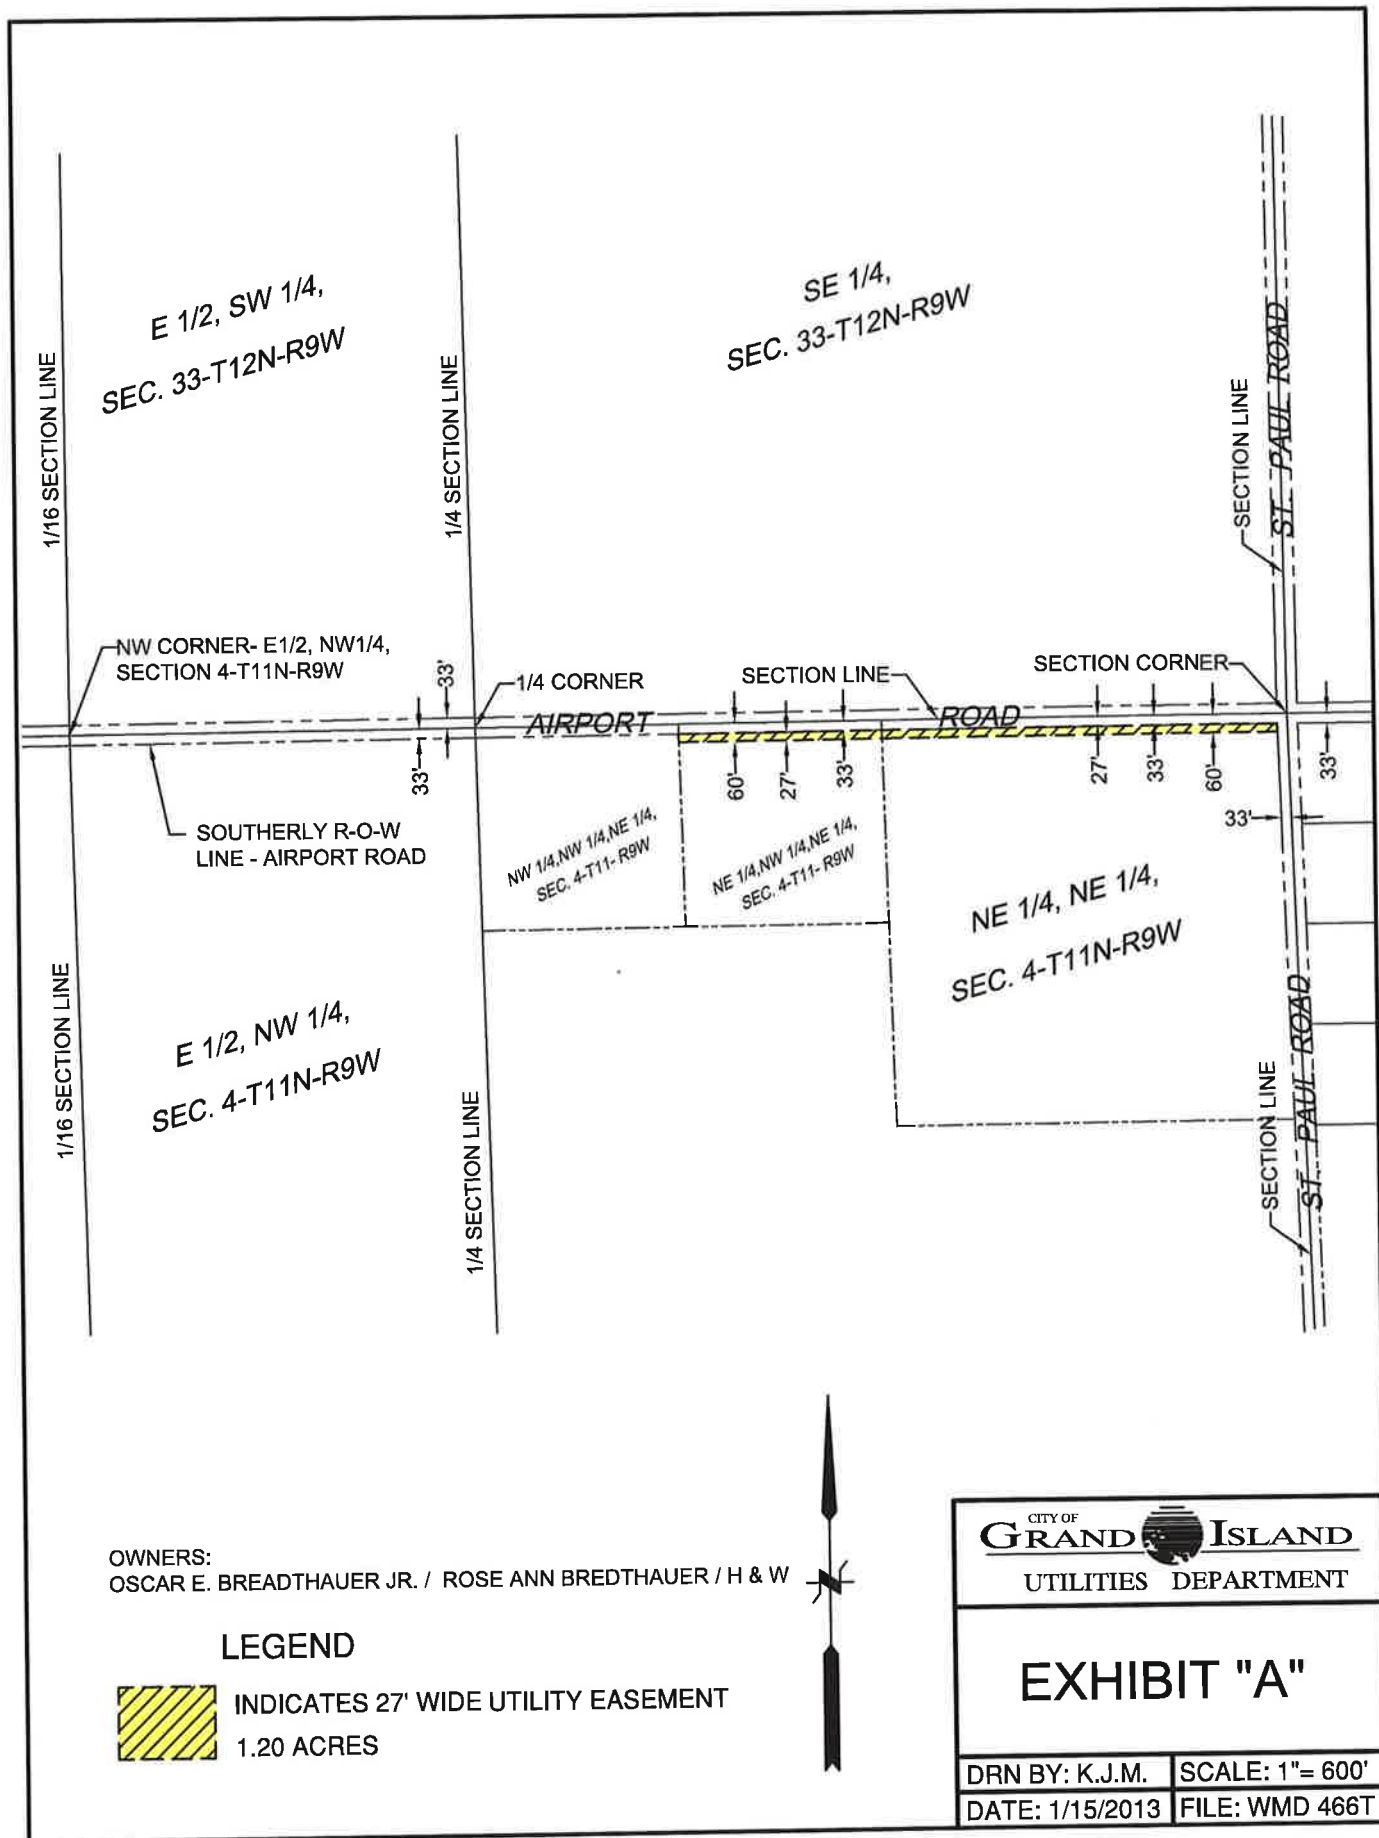 E 1/2, SW 1/4,
SEC. 33-T12N-R9W
SE 1/4,
SEC. 33-T12N-R9W
1/16 SECTION LINE
1/4 SECTION LINE
SECTION LINE
ST. PAUL ROAD
NW CORNER- E1/2, NW1/4,
SECTION 4-T11N-R9W
33'
1/4 CORNER
SECTION LINE
SECTION CORNER
AIRPORT ROAD
33'
60'
27'
33'
27'
33'
60'
33'
33'
SOUTHERLY R-O-W
LINE - AIRPORT ROAD
NW 1/4,NW 1/4,NE 1/4,
SEC. 4-T11- R9W
NE 1/4,NW 1/4,NE 1/4,
SEC. 4-T11- R9W
NE 1/4, NE 1/4,
SEC. 4-T11N-R9W
1/16 SECTION LINE
E 1/2, NW 1/4,
SEC. 4-T11N-R9W
1/4 SECTION LINE
SECTION LINE
ST. PAUL ROAD
OWNERS:
OSCAR E. BREADTHAUER JR. / ROSE ANN BREDTHAUER / H & W
N
LEGEND
INDICATES 27' WIDE UTILITY EASEMENT
1.20 ACRES
CITY OF
GRAND ISLAND
UTILITIES DEPARTMENT
EXHIBIT "A"
DRN BY: K.J.M.
SCALE: 1"= 600'
DATE: 1/15/2013
FILE: WMD 466T